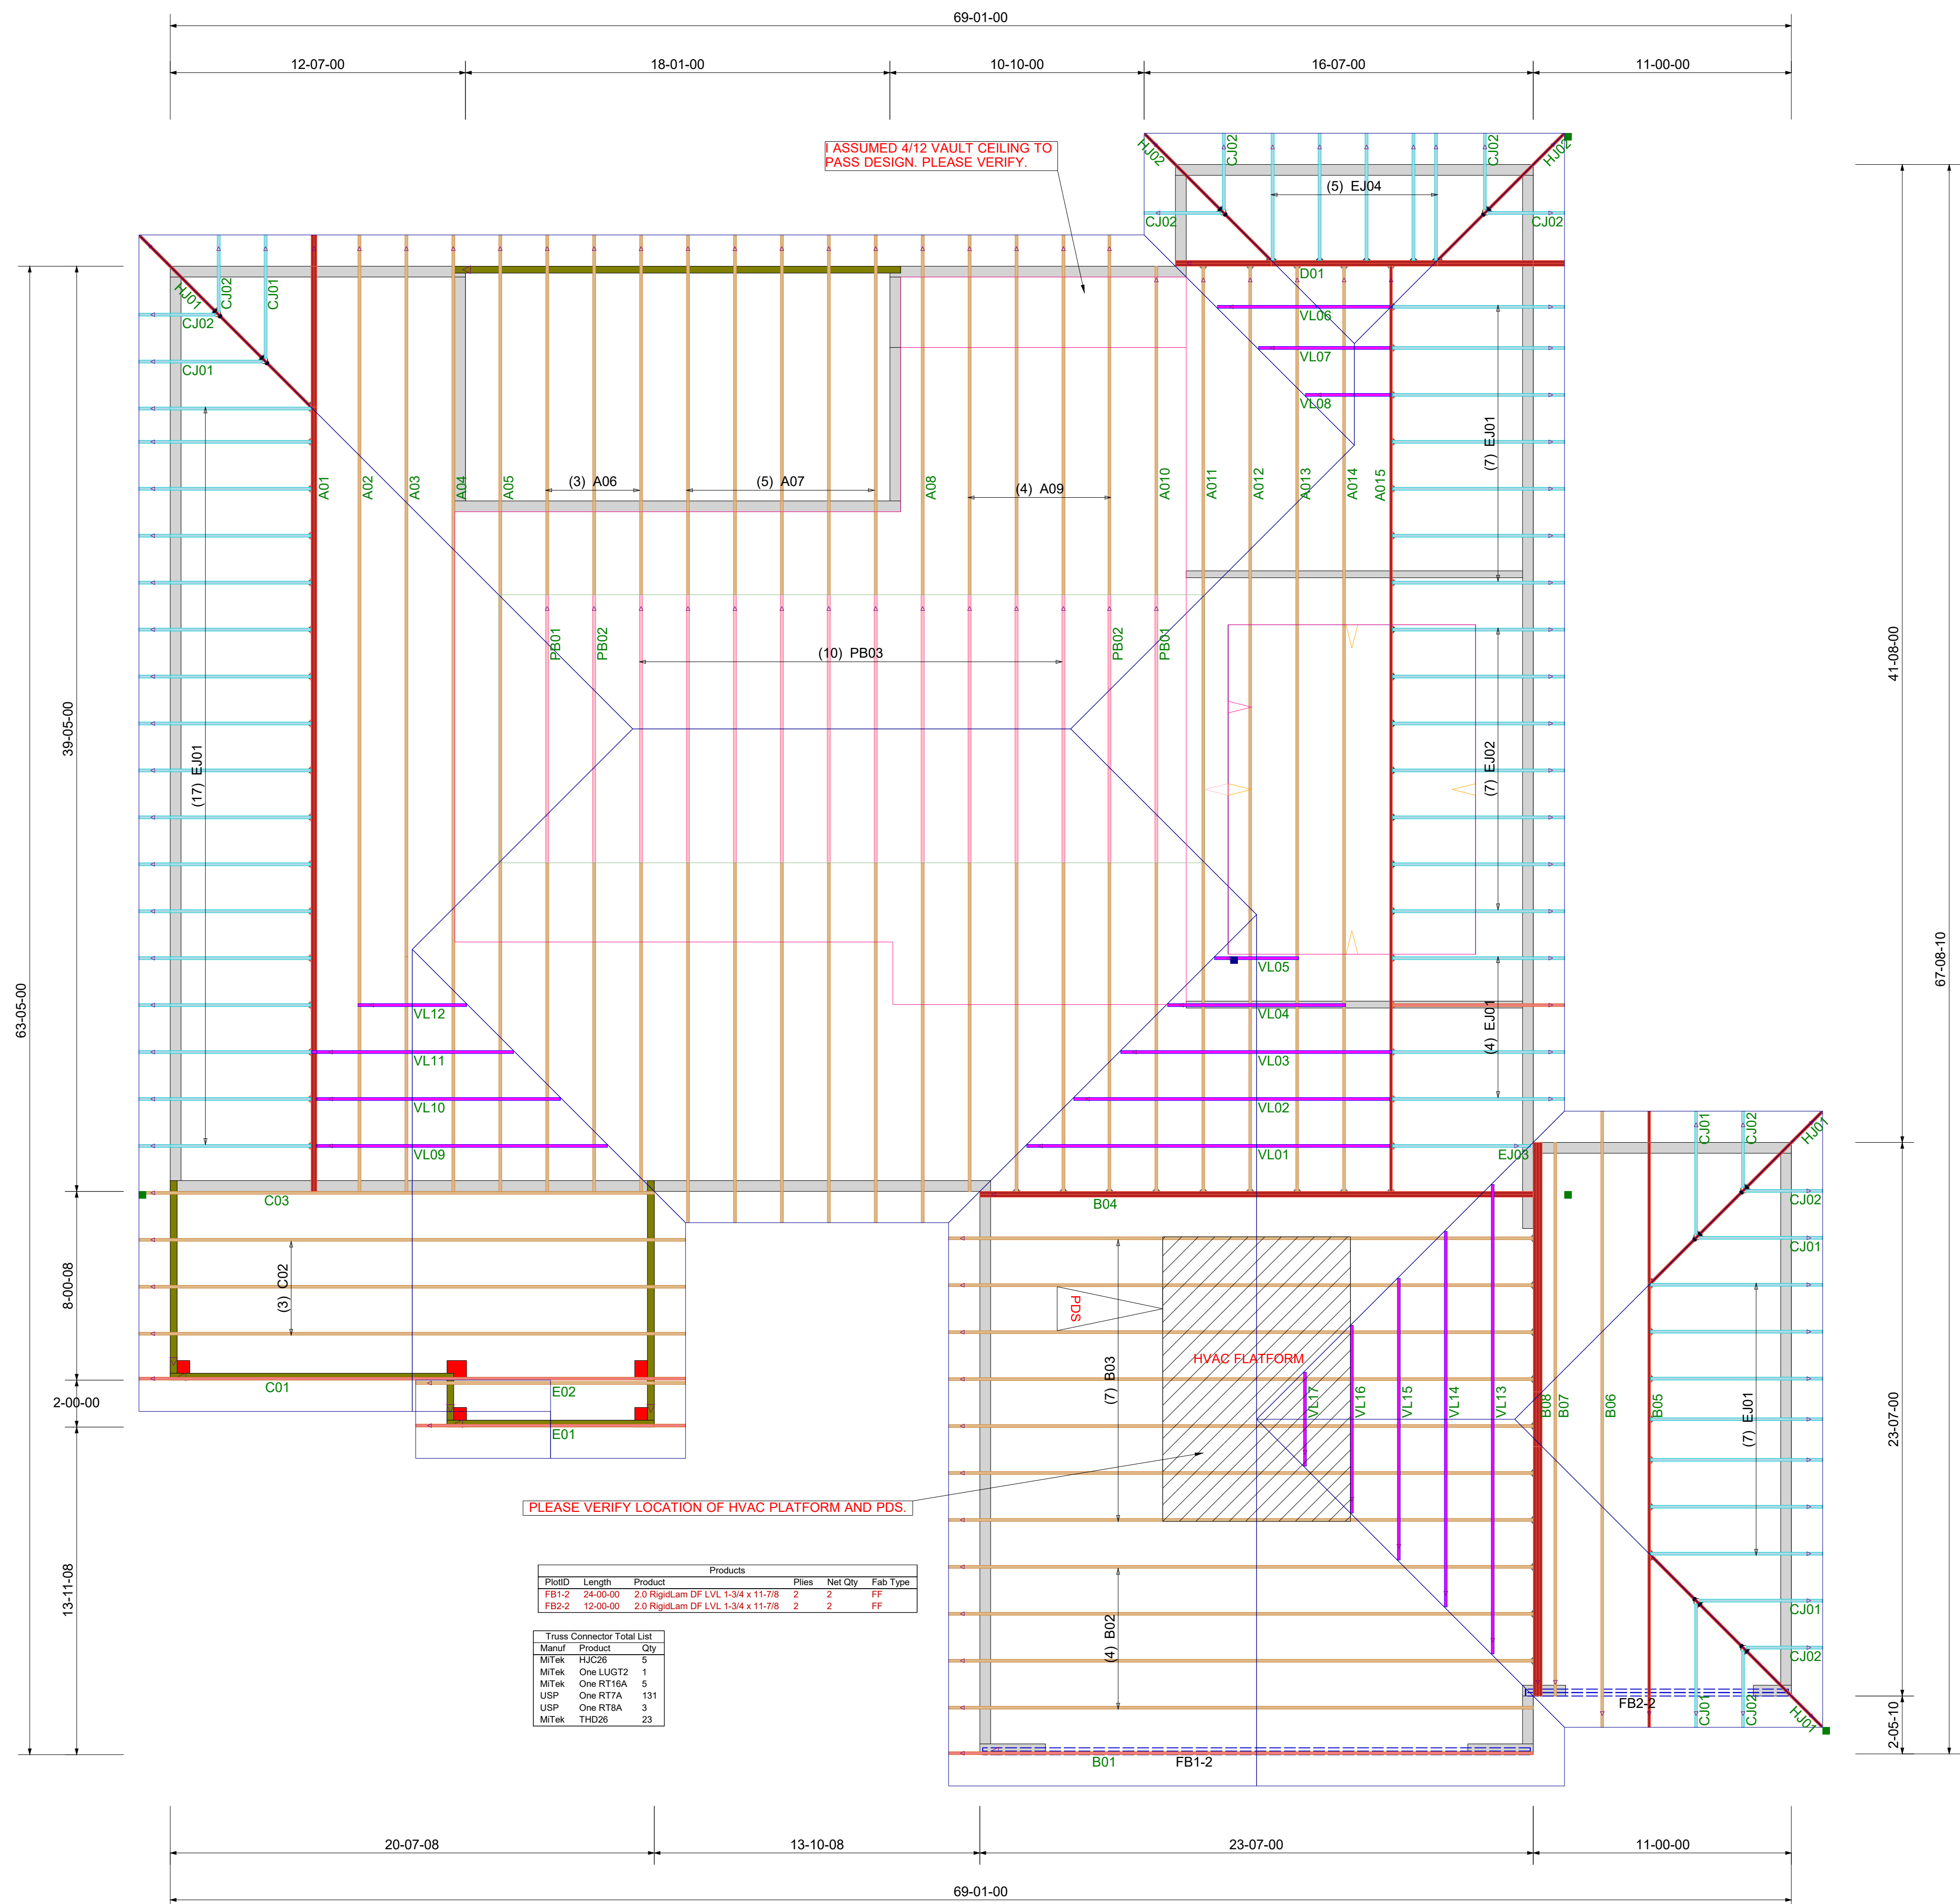 69-01-00
12-07-00
18-01-00
10-10-00
16-07-00
11-00-00
I ASSUMED 4/12 VAULT CEILING TO
PASS DESIGN. PLEASE VERIFY.
HJ02
CJ02
CJ02
HJ02
(5) EJ04
CJ02
CJ02
D01
HJ01
CJ02
CJ01
CJ02
CJ01
VL06
VL07
VL08
(7) EJ01
A01
A02
A03
A04
A05
(3) A06
(5) A07
A08
(4) A09
A010
A011
A012
A013
A014
A015
PB01
PB02
(10) PB03
PB02
PB01
(17) EJ01
(7) EJ02
39-05-00
41-08-00
63-05-00
67-08-10
VL05
VL12
VL04
(4) EJ01
VL11
VL03
VL10
VL02
VL09
VL01
EJ03
CJ01
CJ02
HJ01
C03
B04
CJ02
CJ01
8-00-08
(3) C02
PDS
HVAC FLATFORM
(7) B03
C01
E02
E01
2-00-00
VL17
VL16
VL15
VL14
VL13
B08
B07
B06
B05
(7) EJ01
23-07-00
PLEASE VERIFY LOCATION OF HVAC PLATFORM AND PDS.
13-11-08
Products
PlotID Length Product Plies Net Qty Fab Type
FB1-2 24-00-00 2.0 RigidLam DF LVL 1-3/4 x 11-7/8 2 2 FF
FB2-2 12-00-00 2.0 RigidLam DF LVL 1-3/4 x 11-7/8 2 2 FF
Truss Connector Total List
Manuf Product Qty
MiTek HJC26 5
MiTek One LUGT2 1
MiTek One RT16A 5
USP One RT7A 131
USP One RT8A 3
MiTek THD26 23
(4) B02
CJ01
CJ02
FB2-2
CJ01
CJ02
HJ01
2-05-10
B01
FB1-2
20-07-08
13-10-08
23-07-00
11-00-00
69-01-00